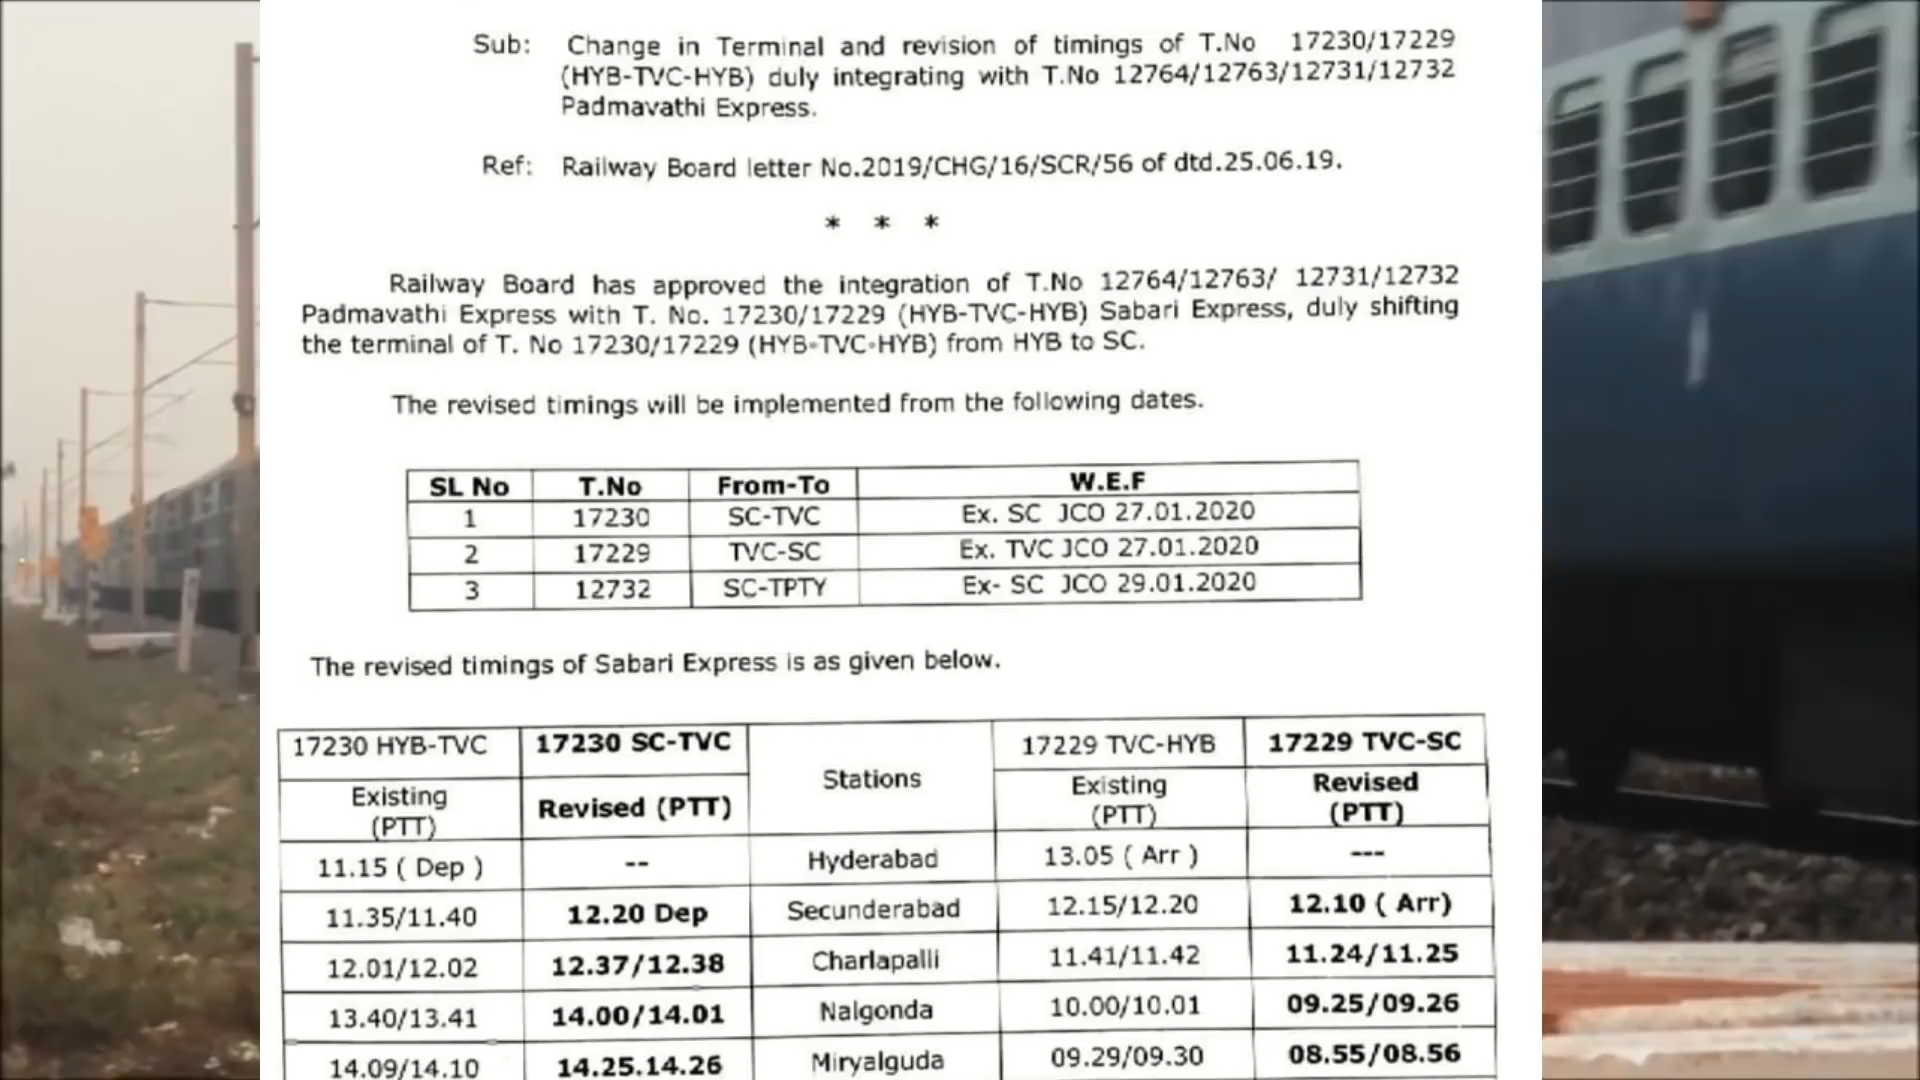 Sub: Change in Terminal and revision of timings of T.No 17230/17229
(HYB-TVC-HYB) duly integrating with T.No 12764/12763/12731/12732
Padmavathi Express.
Ref: Railway Board letter No.2019/CHG/16/SCR/56 of dtd.25.06.19.
* * *
Railway Board has approved the integration of T.No 12764/12763/ 12731/12732
Padmavathi Express with T. No. 17230/17229 (HYB-TVC-HYB) Sabari Express, duly shifting
the terminal of T. No 17230/17229 (HYB-TVC-HYB) from HYB to SC.
The revised timings will be implemented from the following dates.
SL No T.No From-To W.E.F
1 17230 SC-TVC Ex. SC JCO 27.01.2020
2 17229 TVC-SC Ex. TVC JCO 27.01.2020
3 12732 SC-TPTY Ex- SC JCO 29.01.2020
The revised timings of Sabari Express is as given below.
17230 HYB-TVC 17230 SC-TVC Stations 17229 TVC-HYB 17229 TVC-SC
Existing (PTT) Revised (PTT) Existing (PTT) Revised (PTT)
11.15 ( Dep ) -- Hyderabad 13.05 ( Arr ) ---
11.35/11.40 12.20 Dep Secunderabad 12.15/12.20 12.10 ( Arr)
12.01/12.02 12.37/12.38 Charlapalli 11.41/11.42 11.24/11.25
13.40/13.41 14.00/14.01 Nalgonda 10.00/10.01 09.25/09.26
14.09/14.10 14.25.14.26 Miryalguda 09.29/09.30 08.55/08.56